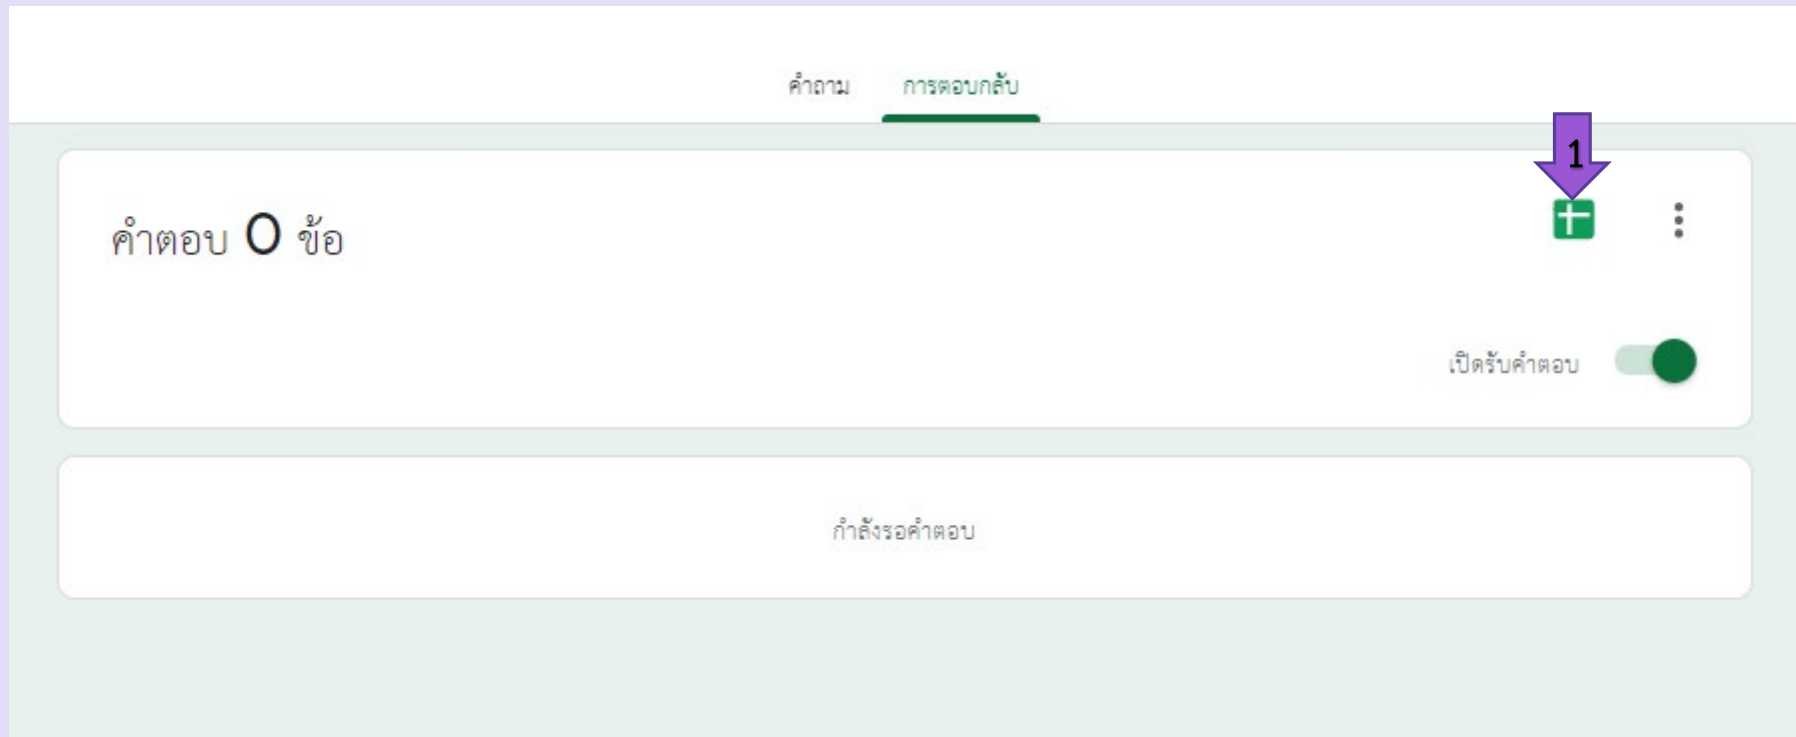 คำถาม การตอบกลับ
1
คำตอบ 0 ข้อ
เปิดรับคำตอบ
กำลังรอคำตอบ